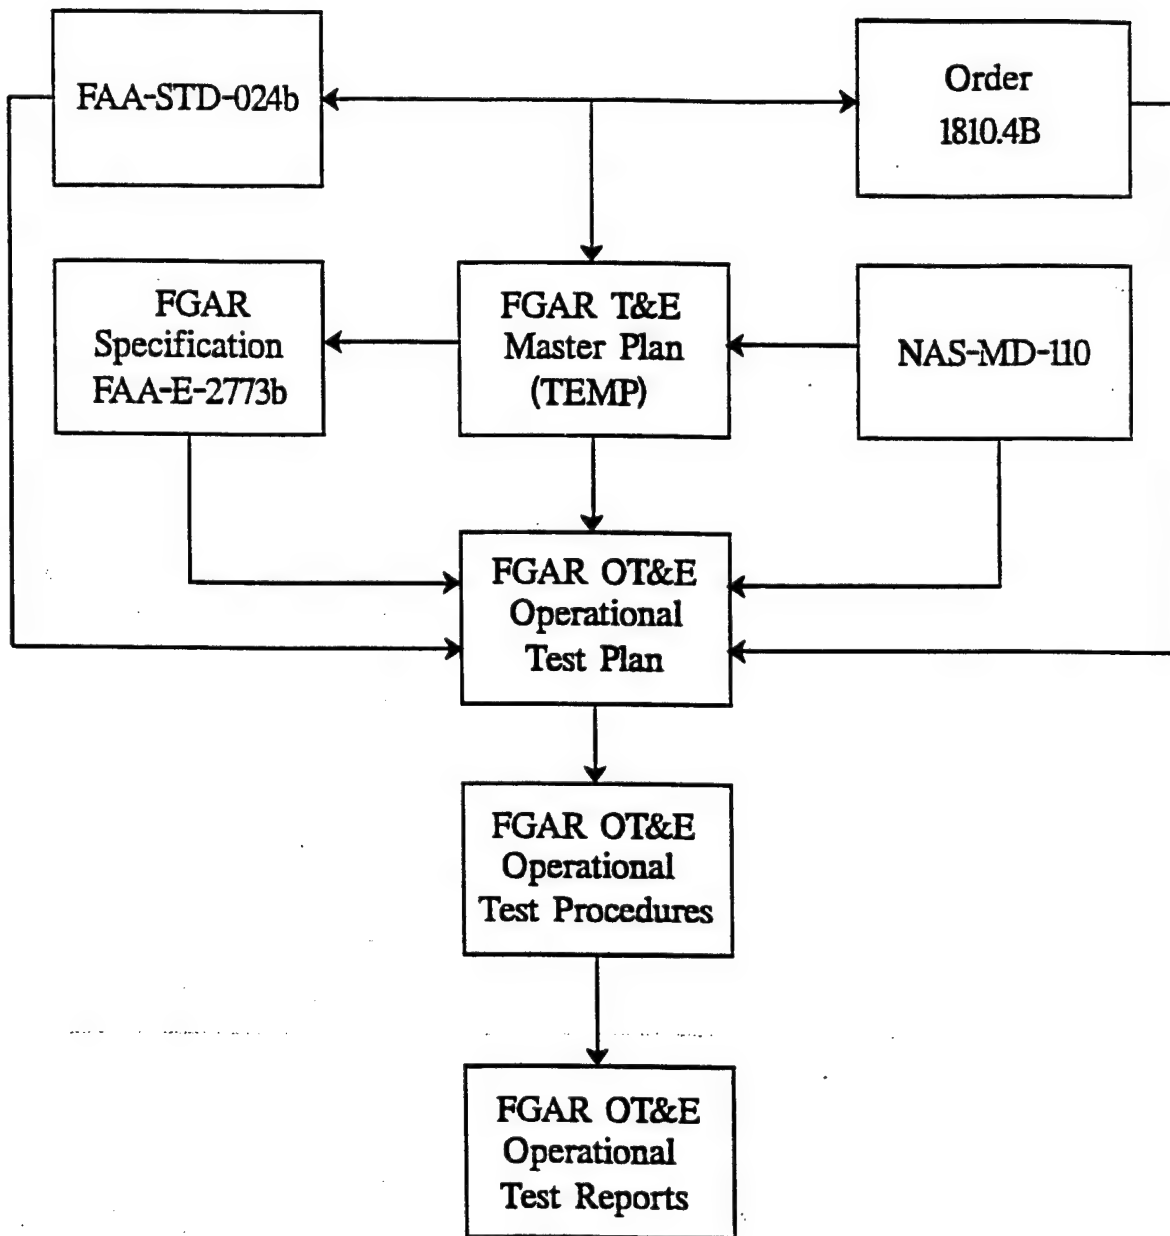 FAA-STD-024b
Order
1810.4B
FGAR
Specification
FAA-E-2773b
FGAR T&E
Master Plan
(TEMP)
NAS-MD-110
FGAR OT&E
Operational
Test Plan
FGAR OT&E
Operational
Test Procedures
FGAR OT&E
Operational
Test Reports